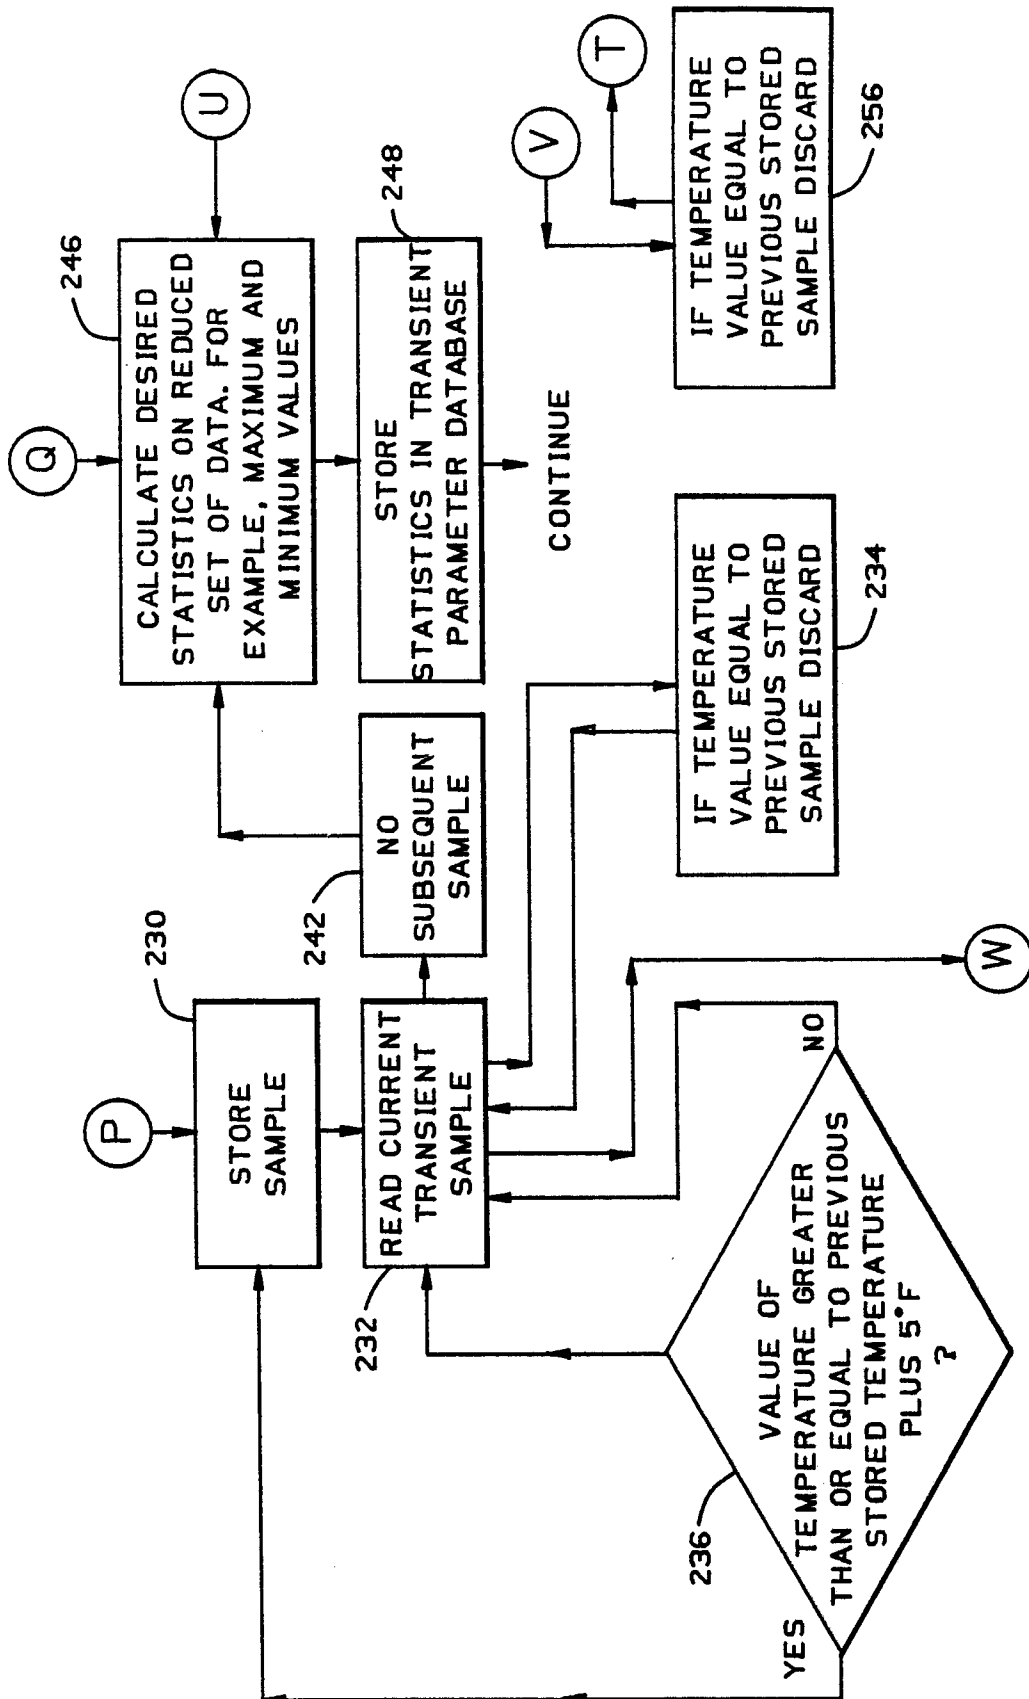 P
230
STORE
SAMPLE
232
READ CURRENT
TRANSIENT
SAMPLE
242
NO
SUBSEQUENT
SAMPLE
Q
U
246
CALCULATE DESIRED
STATISTICS ON REDUCED
SET OF DATA. FOR
EXAMPLE, MAXIMUM AND
MINIMUM VALUES
248
STORE
STATISTICS IN TRANSIENT
PARAMETER DATABASE
CONTINUE
236
VALUE OF
TEMPERATURE GREATER
THAN OR EQUAL TO PREVIOUS
STORED TEMPERATURE
PLUS 5°F
?
YES
NO
W
IF TEMPERATURE
VALUE EQUAL TO
PREVIOUS STORED
SAMPLE DISCARD
234
V
T
IF TEMPERATURE
VALUE EQUAL TO
PREVIOUS STORED
SAMPLE DISCARD
256